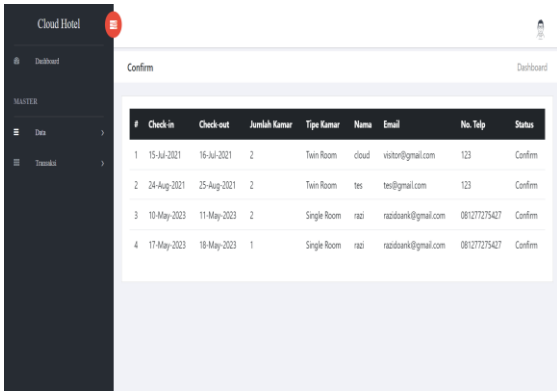 Cloud Hotel
Dashboard
Confirm
Dashboard
MASTER
Data
Transaksi
# Check-in Check-out Jumlah Kamar Tipe Kamar Nama Email No. Telp Status
1 15-Jul-2021 16-Jul-2021 2 Twin Room cloud visitor@gmail.com 123 Confirm
2 24-Aug-2021 25-Aug-2021 2 Twin Room tes tes@gmail.com 123 Confirm
3 10-May-2023 11-May-2023 2 Single Room razi razidoank@gmail.com 081277275427 Confirm
4 17-May-2023 18-May-2023 1 Single Room razi razidoank@gmail.com 081277275427 Confirm